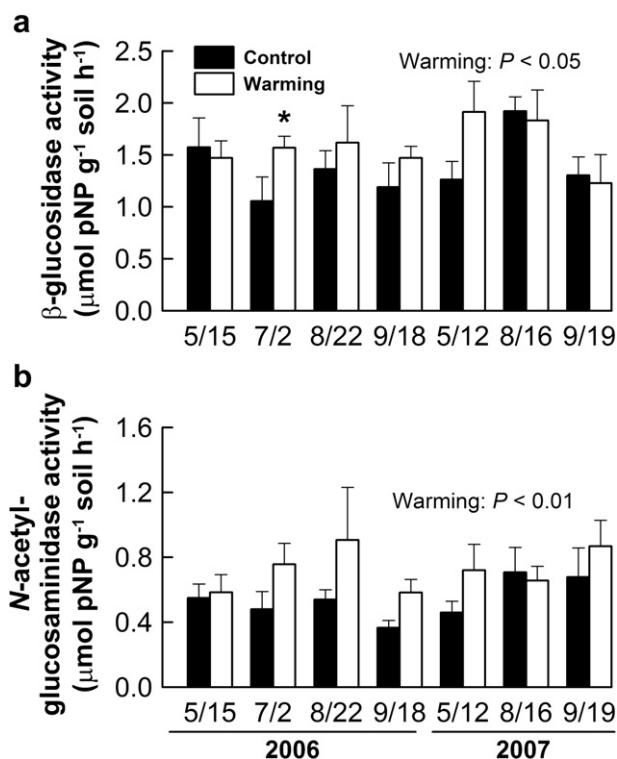 a
β-glucosidase activity
(μmol pNP g⁻¹ soil h⁻¹)
2.5
2.0
1.5
1.0
0.5
0.0
Control
Warming
Warming: P < 0.05
*
5/15 7/2 8/22 9/18 5/12 8/16 9/19
b
N-acetyl-
glucosaminidase activity
(μmol pNP g⁻¹ soil h⁻¹)
1.6
1.2
0.8
0.4
0.0
Warming: P < 0.01
5/15 7/2 8/22 9/18 5/12 8/16 9/19
2006 2007